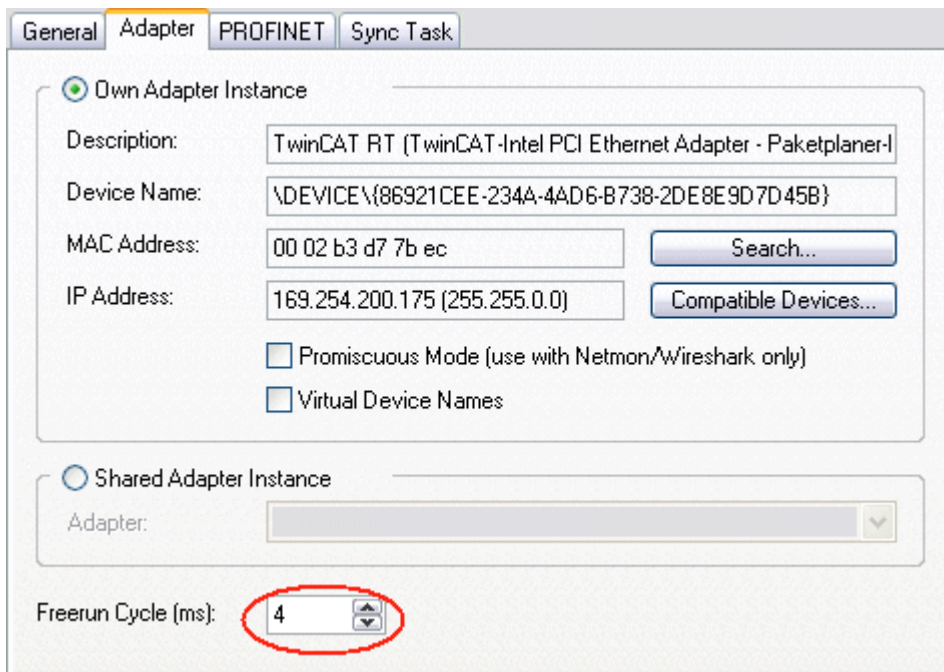 General Adapter PROFINET Sync Task
Own Adapter Instance
Description: TwinCAT RT (TwinCAT-Intel PCI Ethernet Adapter - Paketplaner-I
Device Name: \DEVICE\{86921CEE-234A-4AD6-B738-2DE8E9D7D45B}
MAC Address: 00 02 b3 d7 7b ec Search...
IP Address: 169.254.200.175 (255.255.0.0) Compatible Devices...
Promiscuous Mode (use with Netmon/Wireshark only)
Virtual Device Names
Shared Adapter Instance
Adapter:
Freerun Cycle (ms): 4